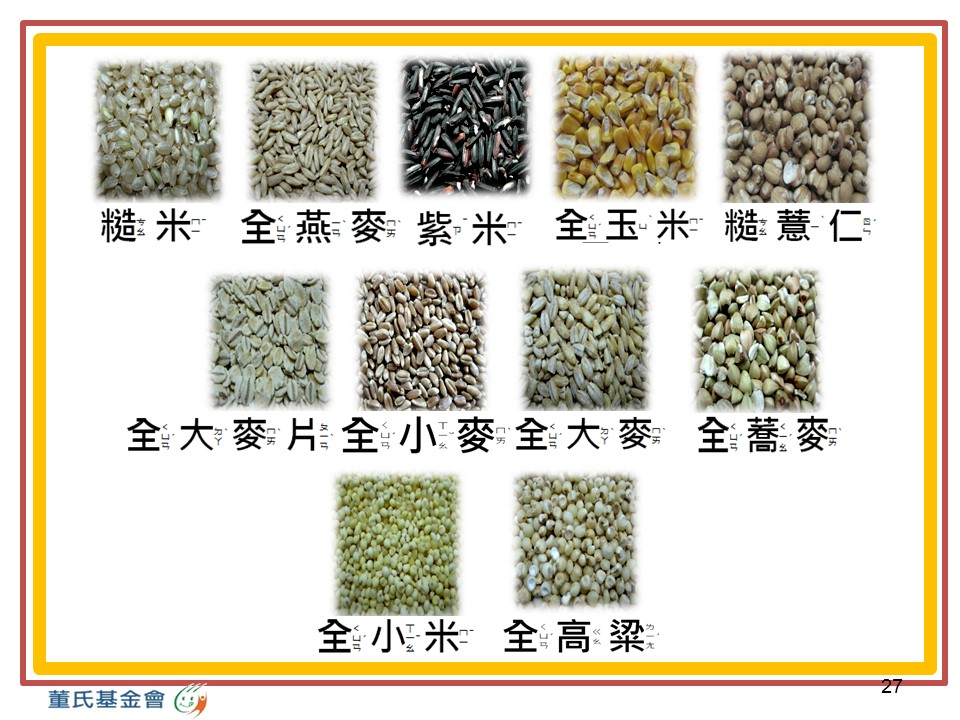 糙米 全燕麥 紫米 全玉米 糙薏仁
全大麥片 全小麥 全大麥 全蕎麥
全小米 全高粱
董氏基金會
27